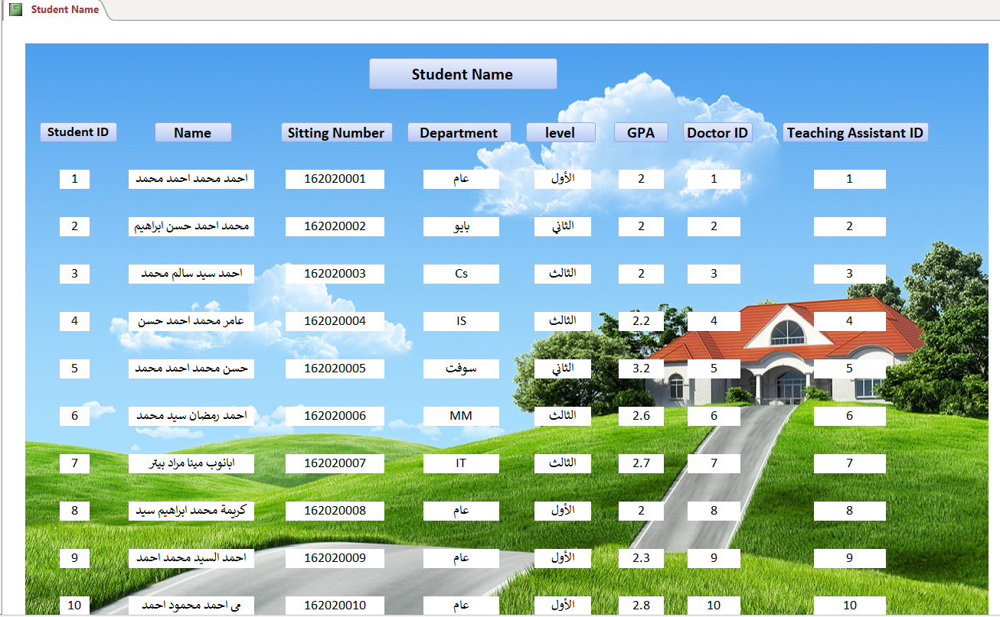 Student Name
Student Name
Student ID Name Sitting Number Department level GPA Doctor ID Teaching Assistant ID
1 احمد محمد احمد محمد 162020001 عام الأول 2 1 1
2 محمد احمد حسن ابراهيم 162020002 بايو الثاني 2 2 2
3 احمد سيد سالم محمد 162020003 Cs الثالث 2 3 3
4 عامر محمد احمد حسن 162020004 IS الثالث 2.2 4 4
5 حسن محمد احمد محمد 162020005 سوفت الثاني 3.2 5 5
6 احمد رمضان سيد محمد 162020006 MM الثالث 2.6 6 6
7 ابانوب مينا مراد بيتر 162020007 IT الثالث 2.7 7 7
8 كريمة محمد ابراهيم سيد 162020008 عام الأول 2 8 8
9 احمد السيد محمد احمد 162020009 عام الأول 2.3 9 9
10 مى احمد محمود احمد 162020010 عام الأول 2.8 10 10